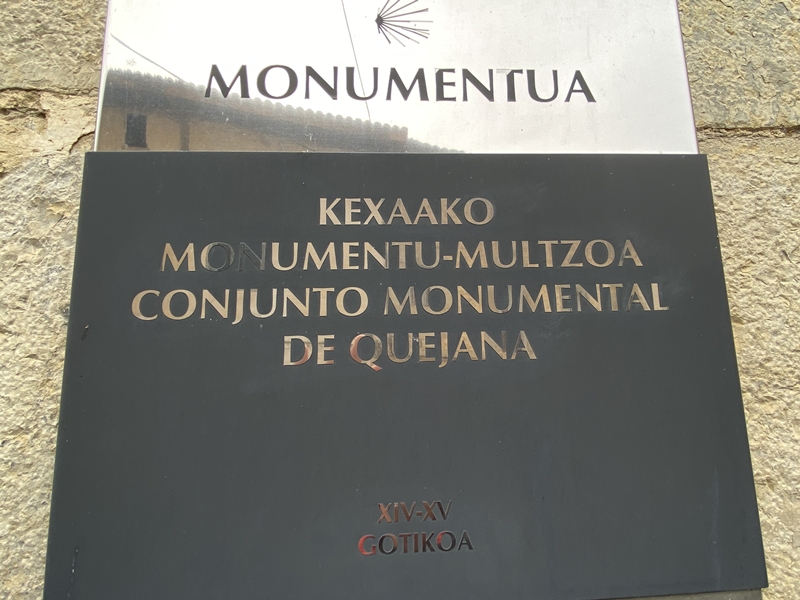 MONUMENTUA
KEXAAKO
MONUMENTU-MULTZOA
CONJUNTO MONUMENTAL
DE QUEJANA
XIV-XV
GOTIKOA